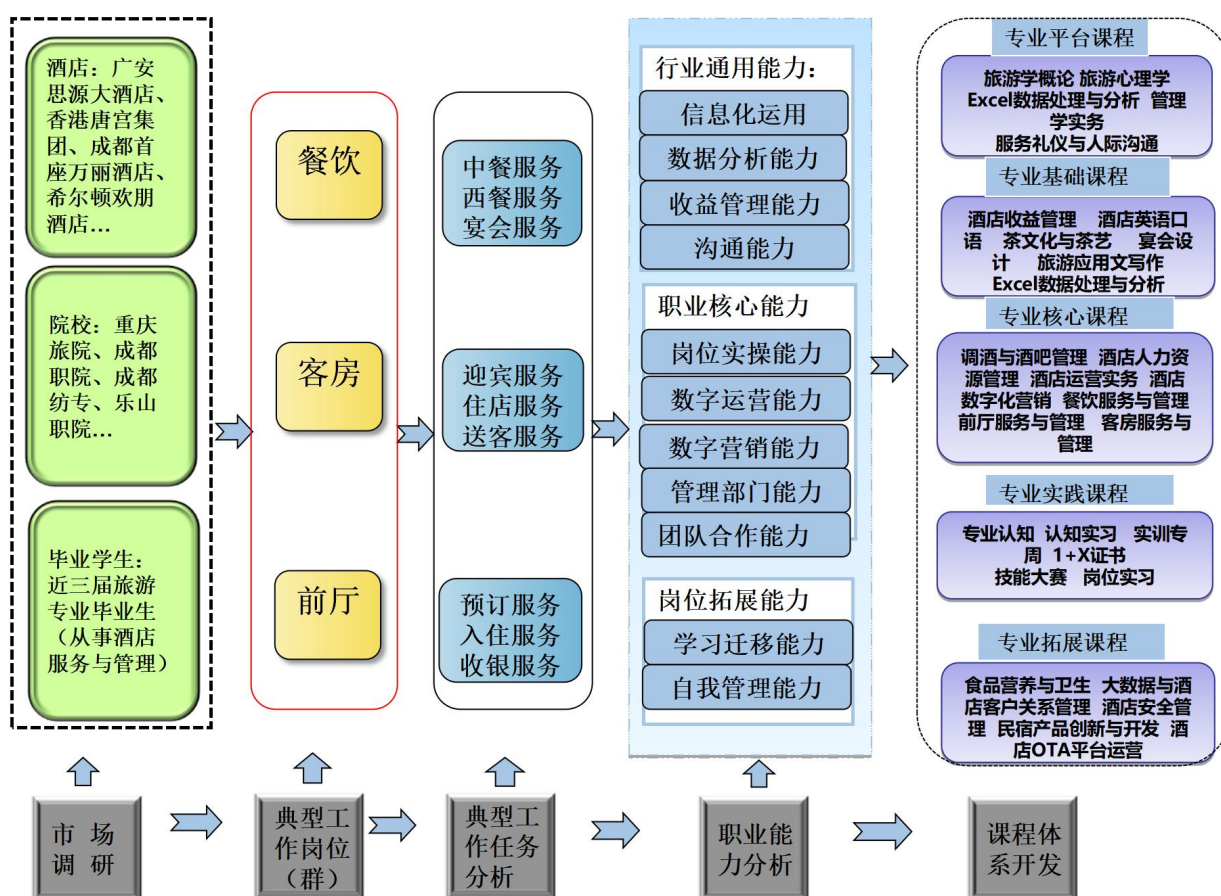 酒店：广安
思源大酒店、
香港唐宫集
团、成都首
座万丽酒店、
希尔顿欢朋
酒店…
院校：重庆
旅院、成都
职院、成都
纺专、乐山
职院…
毕业学生：
近三届旅游
专业毕业生
（从事酒店
服务与管理）
餐饮
客房
前厅
中餐服务
西餐服务
宴会服务
迎宾服务
住店服务
送客服务
预订服务
入住服务
收银服务
行业通用能力：
信息化运用
数据分析能力
收益管理能力
沟通能力
职业核心能力
岗位实操能力
数字运营能力
数字营销能力
管理部门能力
团队合作能力
岗位拓展能力
学习迁移能力
自我管理能力
专业平台课程
旅游学概论 旅游心理学
Excel数据处理与分析 管理
学实务
服务礼仪与人际沟通
专业基础课程
酒店收益管理 酒店英语口
语 茶文化与茶艺 宴会设
计 旅游应用文写作
Excel数据处理与分析
专业核心课程
调酒与酒吧管理 酒店人力资
源管理 酒店运营实务 酒店
数字化营销 餐饮服务与管理
前厅服务与管理 客房服务与
管理
专业实践课程
专业认知 认知实习 实训专
周 1+X证书
技能大赛 岗位实习
专业拓展课程
食品营养与卫生 大数据与酒
店客户关系管理 酒店安全管
理 民宿产品创新与开发 酒
店OTA平台运营
市 场
调 研
典型工
作岗位
（群）
典型工
作任务
分析
职业能
力分析
课程体
系开发